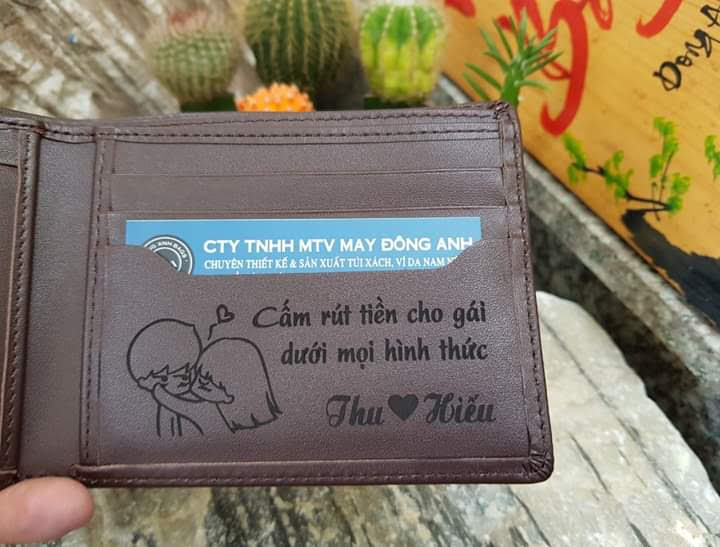 CTY TNHH MTV MAY ĐÔNG ANH
CHUYÊN THIẾT KẾ & SẢN XUẤT TÚI XÁCH, VÍ DA NAM
Cấm rút tiền cho gái
dưới mọi hình thức
Thu ♥ Hiếu